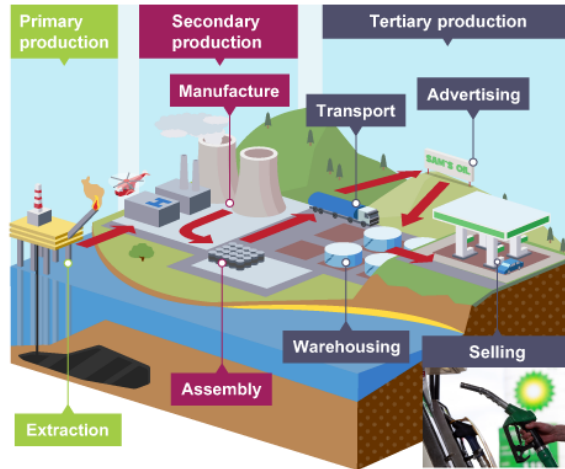 Primary
production
Secondary
production
Tertiary production
Manufacture
Transport
Advertising
SAM'S OIL
H
Warehousing
Selling
Assembly
Extraction